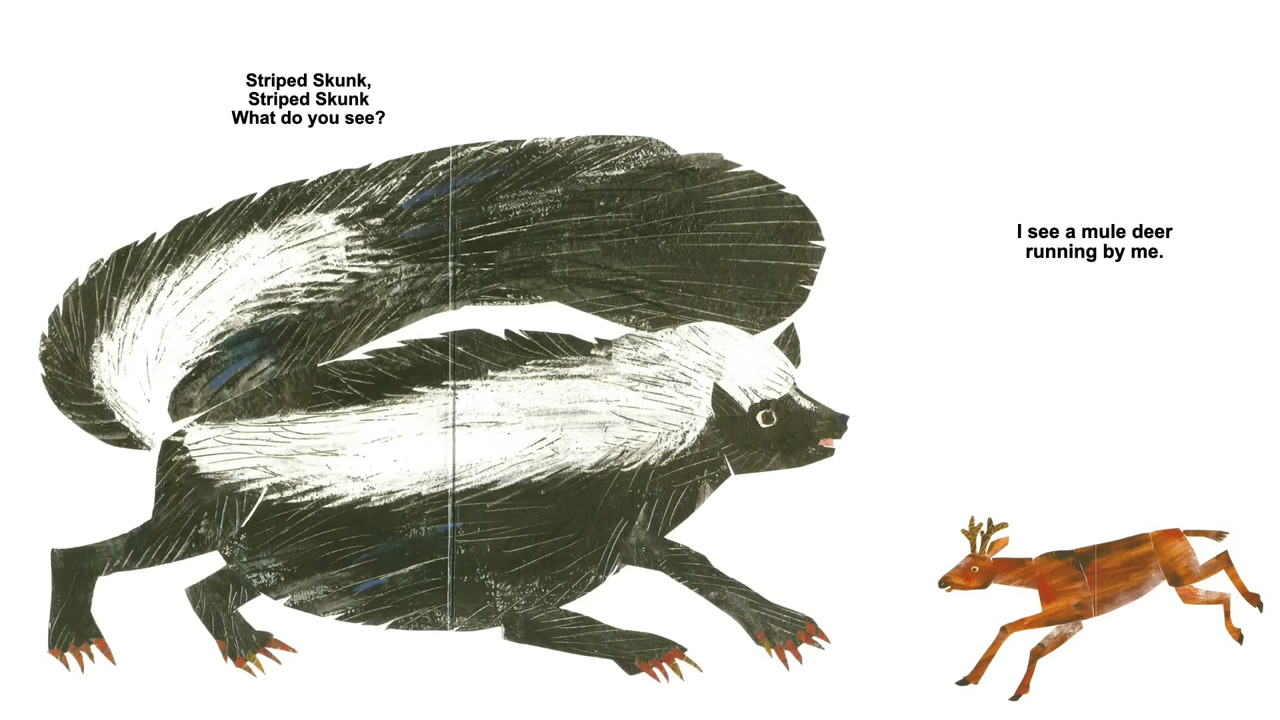 Striped Skunk,
Striped Skunk
What do you see?
I see a mule deer
running by me.